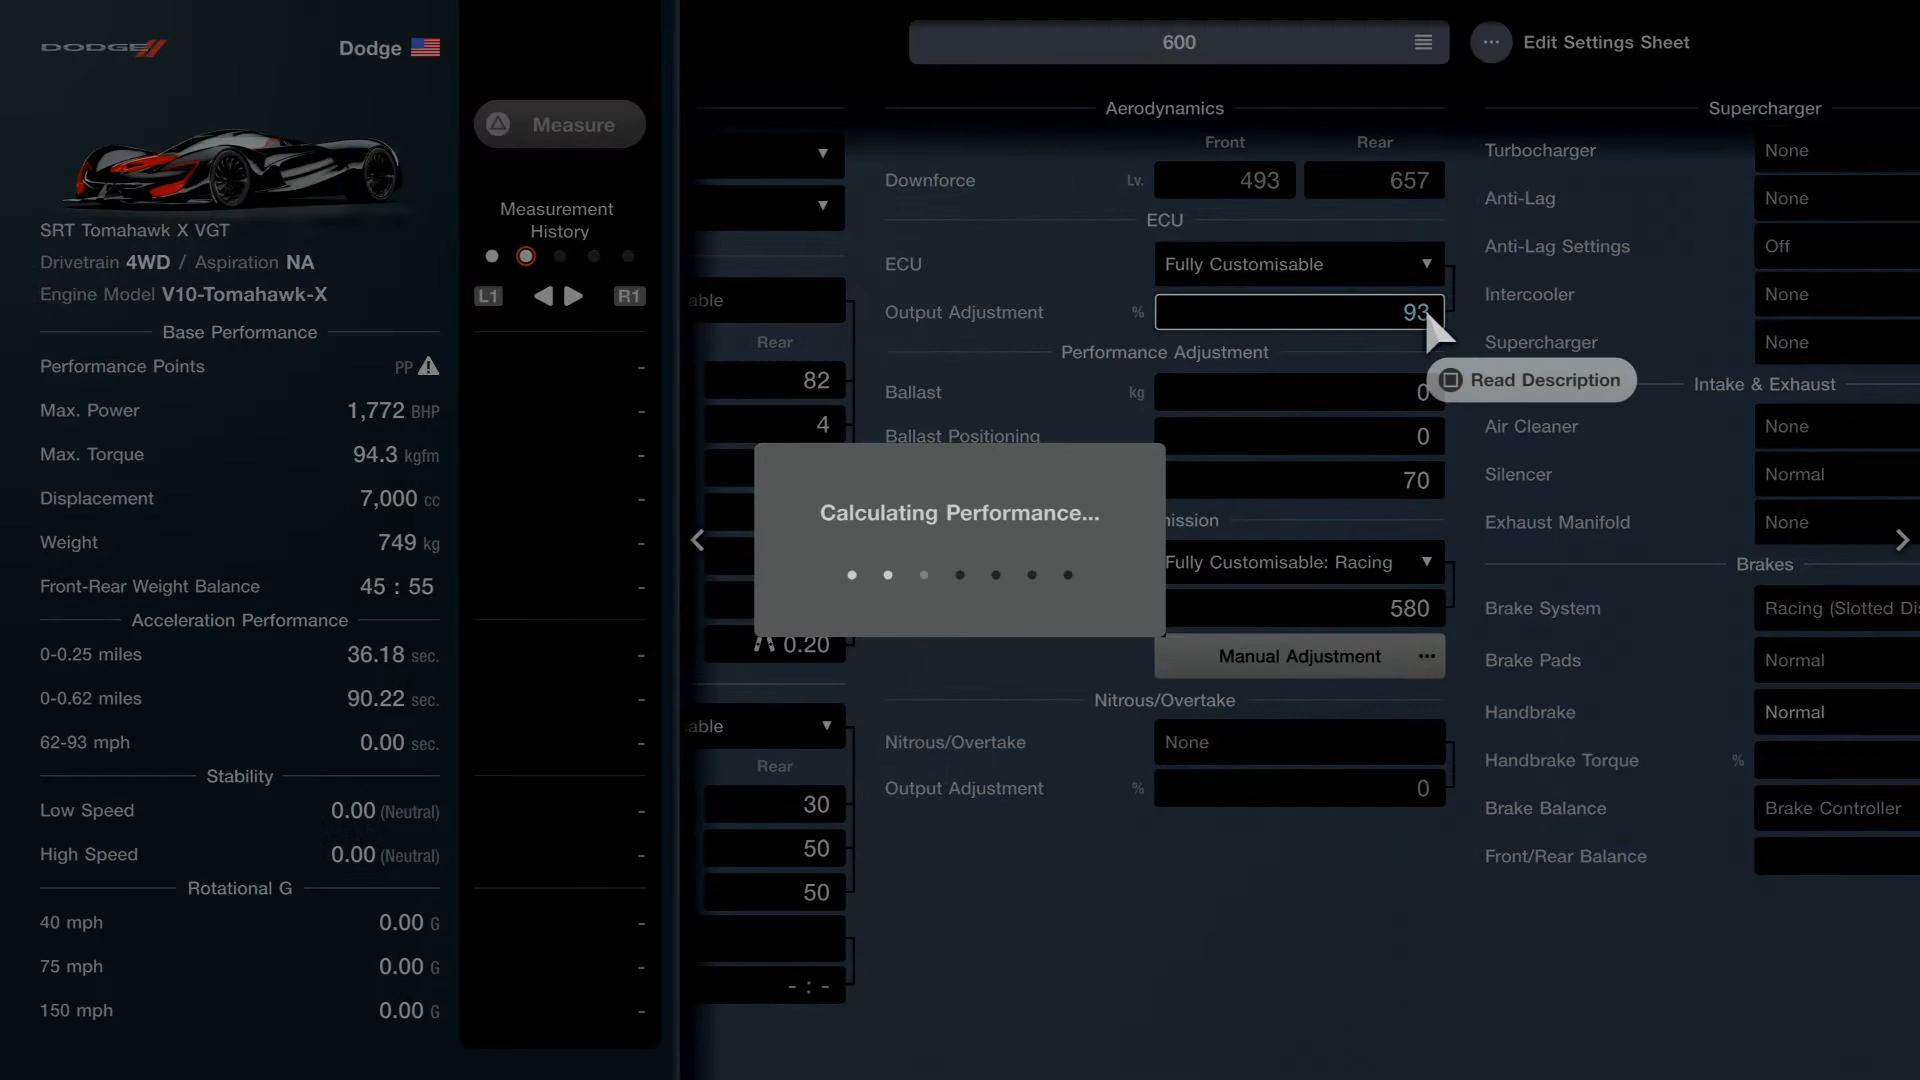 DODGE
Dodge
SRT Tomahawk X VGT
Drivetrain 4WD / Aspiration NA
Engine Model V10-Tomahawk-X
Base Performance
Performance Points PP
Max. Power 1,772 BHP
Max. Torque 94.3 kgfm
Displacement 7,000 cc
Weight 749 kg
Front-Rear Weight Balance 45 : 55
Acceleration Performance
0-0.25 miles 36.18 sec.
0-0.62 miles 90.22 sec.
62-93 mph 0.00 sec.
Stability
Low Speed 0.00 (Neutral)
High Speed 0.00 (Neutral)
Rotational G
40 mph 0.00 G
75 mph 0.00 G
150 mph 0.00 G
Measure
Measurement
History
L1 R1
- 
-
-
-
-
-
-
-
-
-
-
-
-
-
600
Edit Settings Sheet
able
Rear
82
4
0.20
able
Rear
30
50
50
- : -
Aerodynamics
Front Rear
Downforce Lv. 493 657
ECU
ECU Fully Customisable
Output Adjustment % 93
Performance Adjustment
Ballast kg 0
Ballast Positioning 0
70
Calculating Performance...
mission
Fully Customisable: Racing
580
Manual Adjustment
Nitrous/Overtake
Nitrous/Overtake None
Output Adjustment % 0
Read Description
Supercharger
Turbocharger None
Anti-Lag None
Anti-Lag Settings Off
Intercooler None
Supercharger None
Intake & Exhaust
Air Cleaner None
Silencer Normal
Exhaust Manifold None
Brakes
Brake System Racing (Slotted Dis
Brake Pads Normal
Handbrake Normal
Handbrake Torque %
Brake Balance Brake Controller
Front/Rear Balance